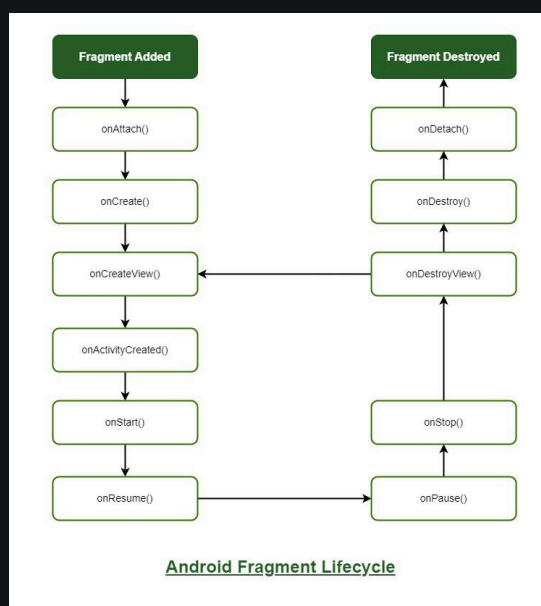 Fragment Added
Fragment Destroyed
onAttach()
onDetach()
onCreate()
onDestroy()
onCreateView()
onDestroyView()
onActivityCreated()
onStart()
onStop()
onResume()
onPause()
Android Fragment Lifecycle